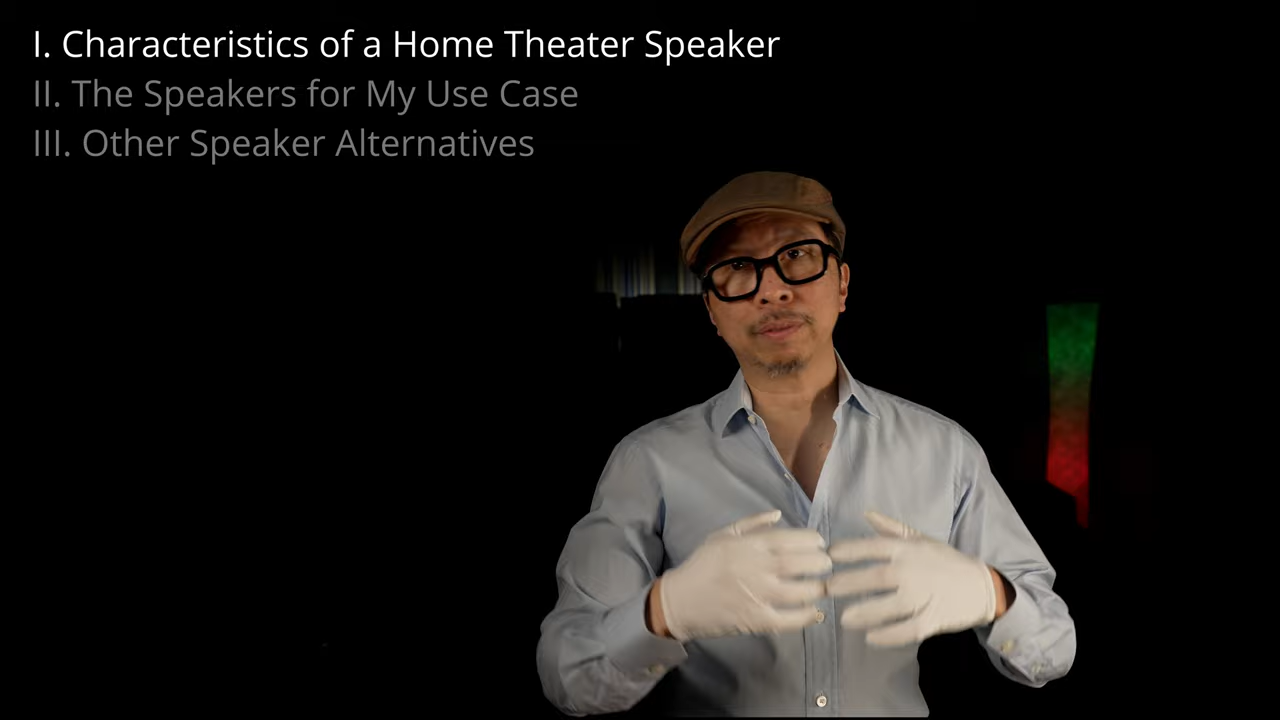 I. Characteristics of a Home Theater Speaker
II. The Speakers for My Use Case
III. Other Speaker Alternatives